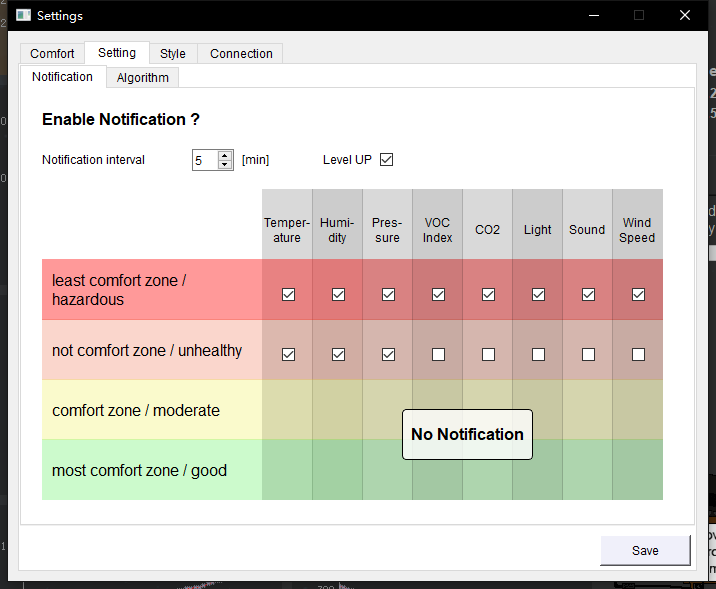 Settings
Comfort Setting Style Connection
Notification Algorithm
Enable Notification ?
Notification interval 5 [min] Level UP
Temper- Humi- Pres- VOC CO2 Light Sound Wind
ature dity sure Index Speed
least comfort zone /
hazardous
not comfort zone / unhealthy
comfort zone / moderate
No Notification
most comfort zone / good
Save